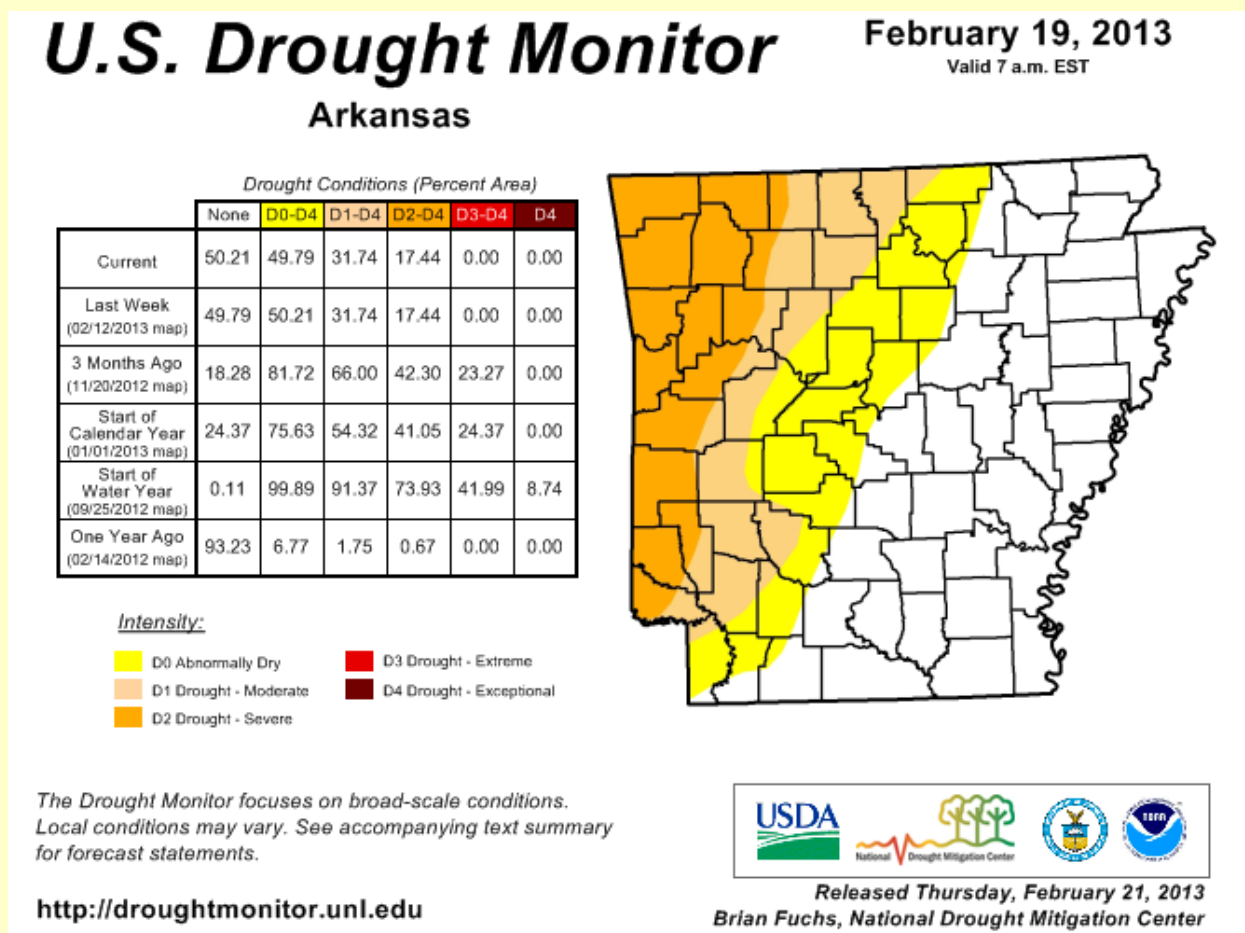 U.S. Drought Monitor
February 19, 2013
Valid 7 a.m. EST
Arkansas
Drought Conditions (Percent Area)
None D0-D4 D1-D4 D2-D4 D3-D4 D4
Current 50.21 49.79 31.74 17.44 0.00 0.00
Last Week
(02/12/2013 map) 49.79 50.21 31.74 17.44 0.00 0.00
3 Months Ago
(11/20/2012 map) 18.28 81.72 66.00 42.30 23.27 0.00
Start of
Calendar Year
(01/01/2013 map) 24.37 75.63 54.32 41.05 24.37 0.00
Start of
Water Year
(09/25/2012 map) 0.11 99.89 91.37 73.93 41.99 8.74
One Year Ago
(02/14/2012 map) 93.23 6.77 1.75 0.67 0.00 0.00
Intensity:
D0 Abnormally Dry
D1 Drought - Moderate
D2 Drought - Severe
D3 Drought - Extreme
D4 Drought - Exceptional
The Drought Monitor focuses on broad-scale conditions.
Local conditions may vary. See accompanying text summary
for forecast statements.
http://droughtmonitor.unl.edu
USDA
National Drought Mitigation Center
Released Thursday, February 21, 2013
Brian Fuchs, National Drought Mitigation Center